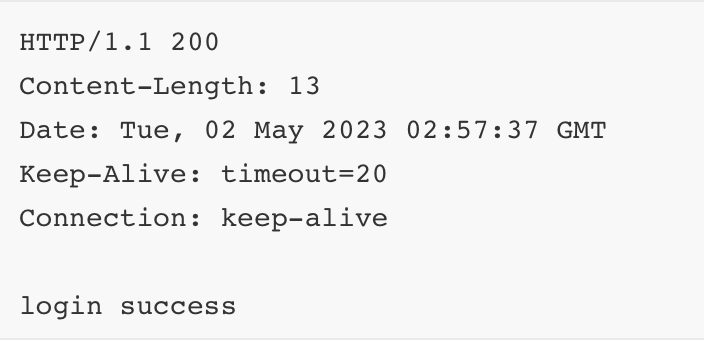 HTTP/1.1 200
Content-Length: 13
Date: Tue, 02 May 2023 02:57:37 GMT
Keep-Alive: timeout=20
Connection: keep-alive

login success